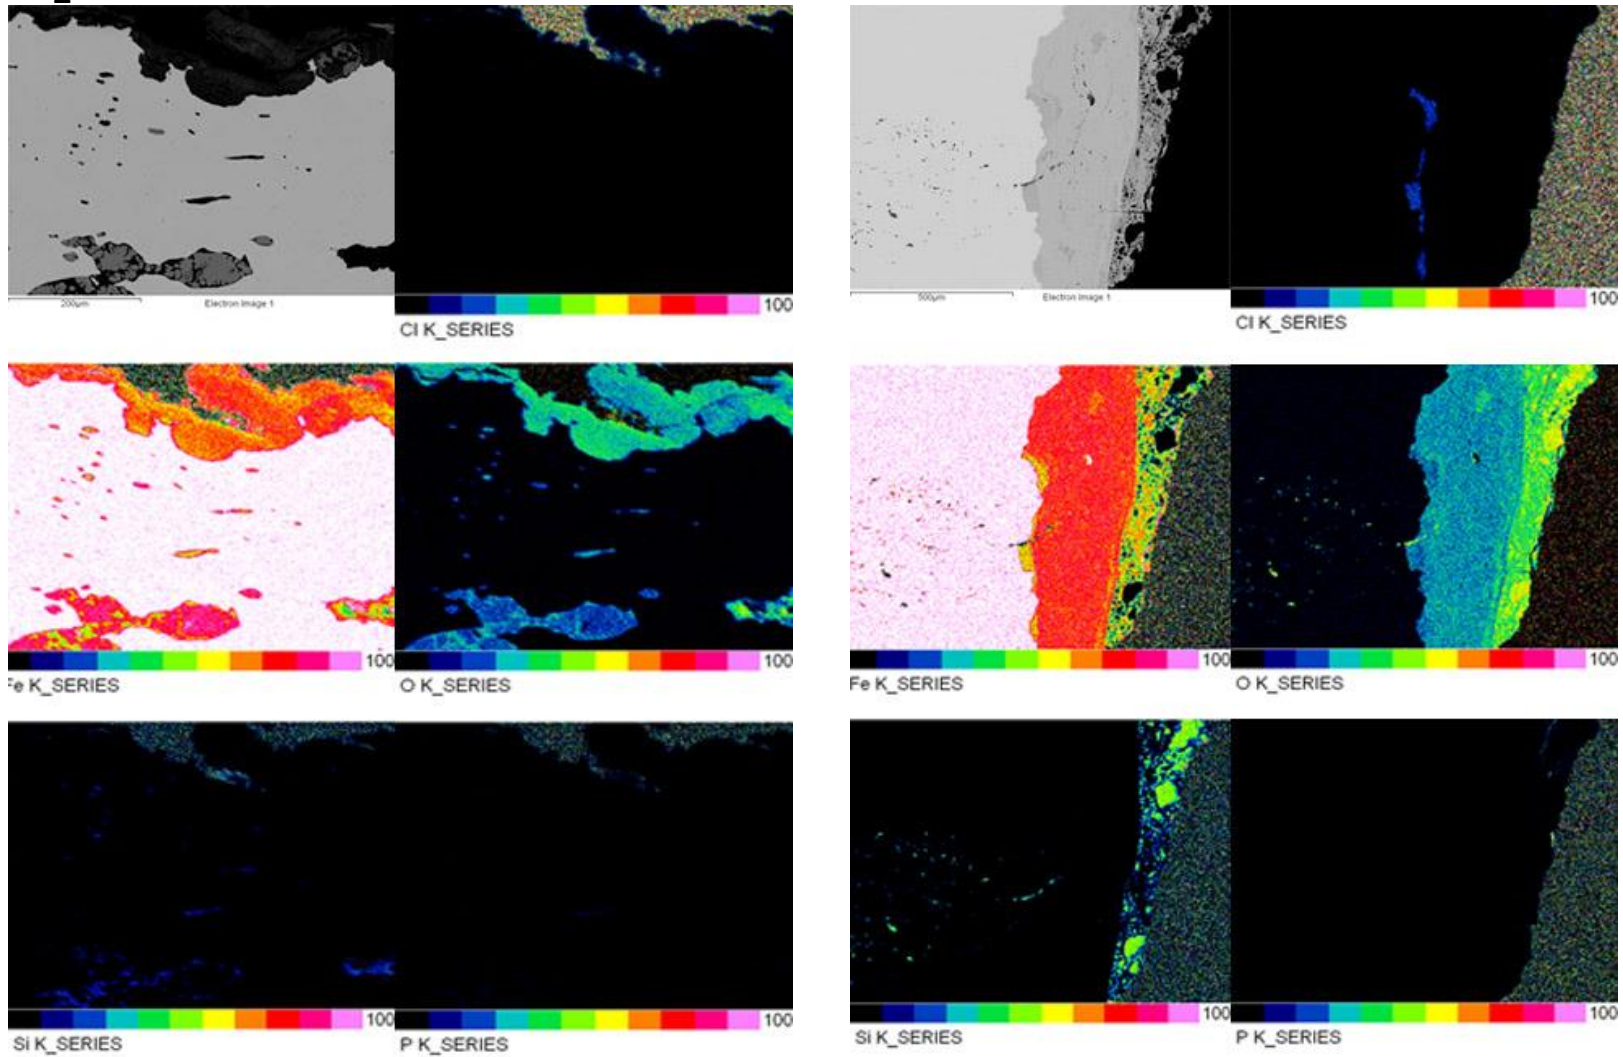 200µm Electron Image 1
100
Cl K_SERIES
500µm Electron Image 1
100
Cl K_SERIES
100
Fe K_SERIES
100
O K_SERIES
100
Fe K_SERIES
100
O K_SERIES
100
Si K_SERIES
100
P K_SERIES
100
Si K_SERIES
100
P K_SERIES